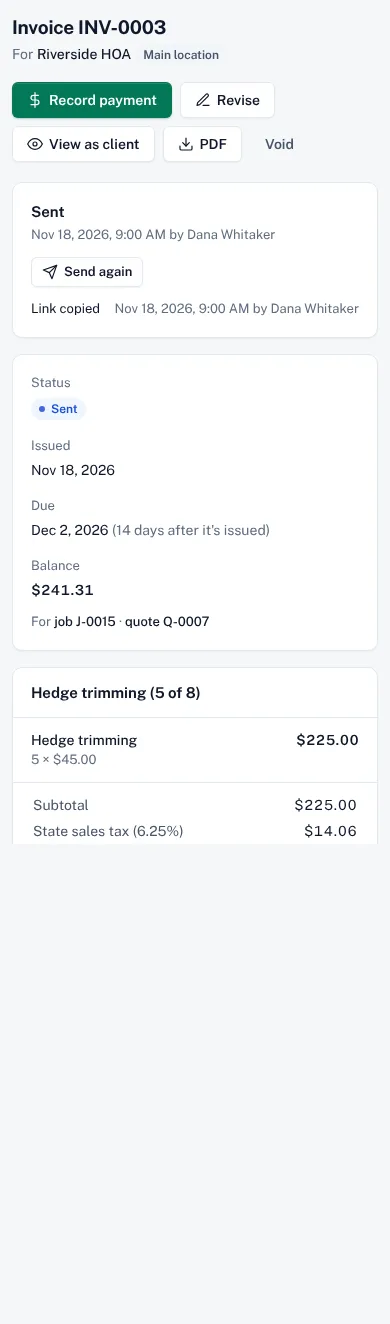 Invoice INV-0003
For Riverside HOA Main location
Record payment Revise
View as client PDF Void
Sent
Nov 18, 2026, 9:00 AM by Dana Whitaker
Send again
Link copied Nov 18, 2026, 9:00 AM by Dana Whitaker
Status
Sent
Issued
Nov 18, 2026
Due
Dec 2, 2026 (14 days after it's issued)
Balance
$241.31
For job J-0015 · quote Q-0007
Hedge trimming (5 of 8)
Hedge trimming $225.00
5 × $45.00
Subtotal $225.00
State sales tax (6.25%) $14.06